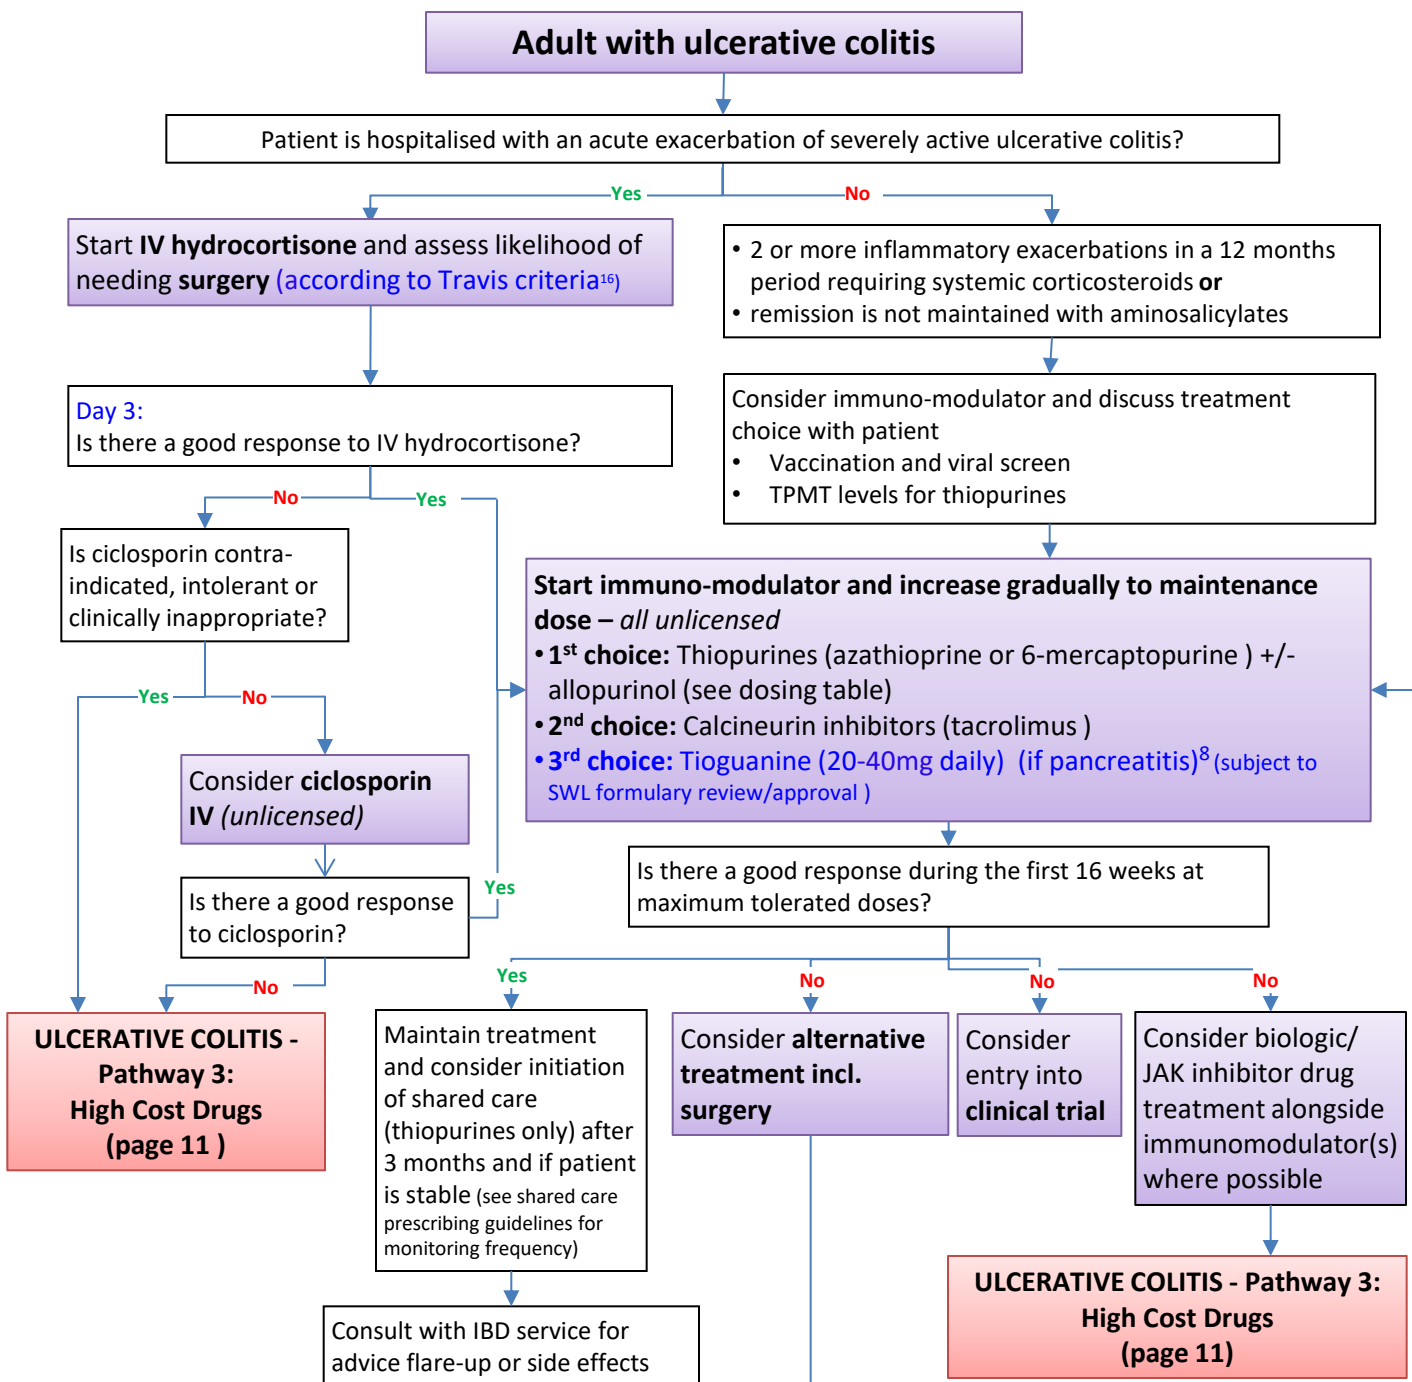 Adult with ulcerative colitis
Patient is hospitalised with an acute exacerbation of severely active ulcerative colitis?
Yes
No
Start IV hydrocortisone and assess likelihood of
needing surgery (according to Travis criteria16)
• 2 or more inflammatory exacerbations in a 12 months
period requiring systemic corticosteroids or
• remission is not maintained with aminosalicylates
Day 3:
Is there a good response to IV hydrocortisone?
Consider immuno-modulator and discuss treatment
choice with patient
• Vaccination and viral screen
• TPMT levels for thiopurines
No
Yes
Is ciclosporin contra-
indicated, intolerant or
clinically inappropriate?
Start immuno-modulator and increase gradually to maintenance
dose – all unlicensed
• 1st choice: Thiopurines (azathioprine or 6-mercaptopurine ) +/-
allopurinol (see dosing table)
• 2nd choice: Calcineurin inhibitors (tacrolimus )
• 3rd choice: Tioguanine (20-40mg daily) (if pancreatitis)8 (subject to
SWL formulary review/approval )
Yes
No
Consider ciclosporin
IV (unlicensed)
Is there a good response
to ciclosporin?
Yes
No
Is there a good response during the first 16 weeks at
maximum tolerated doses?
Yes
No
No
No
ULCERATIVE COLITIS -
Pathway 3:
High Cost Drugs
(page 11 )
Maintain treatment
and consider initiation
of shared care
(thiopurines only) after
3 months and if patient
is stable (see shared care
prescribing guidelines for
monitoring frequency)
Consider alternative
treatment incl.
surgery
Consider
entry into
clinical trial
Consider biologic/
JAK inhibitor drug
treatment alongside
immunomodulator(s)
where possible
Consult with IBD service for
advice flare-up or side effects
ULCERATIVE COLITIS - Pathway 3:
High Cost Drugs
(page 11)